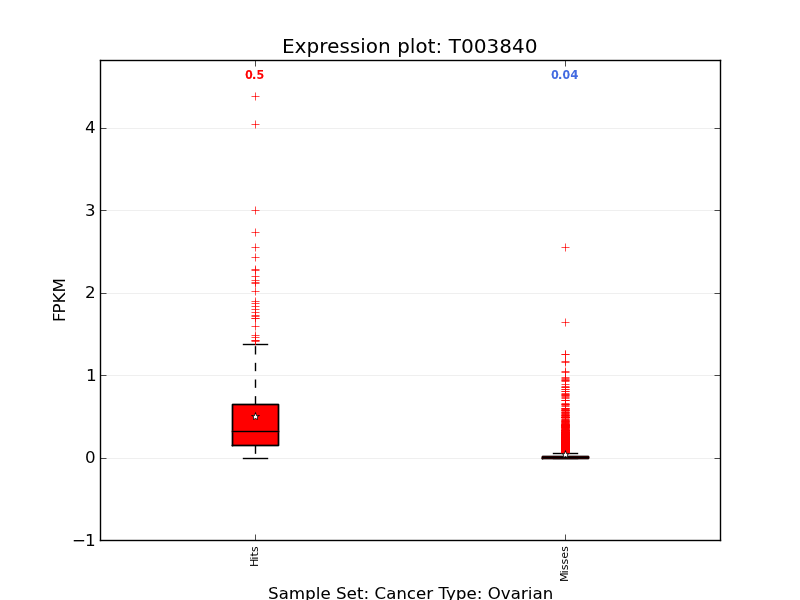 Expression plot: T003840
0.5
0.04
4
3
2
1
0
−1
FPKM
Hits
Misses
Sample Set: Cancer Type: Ovarian